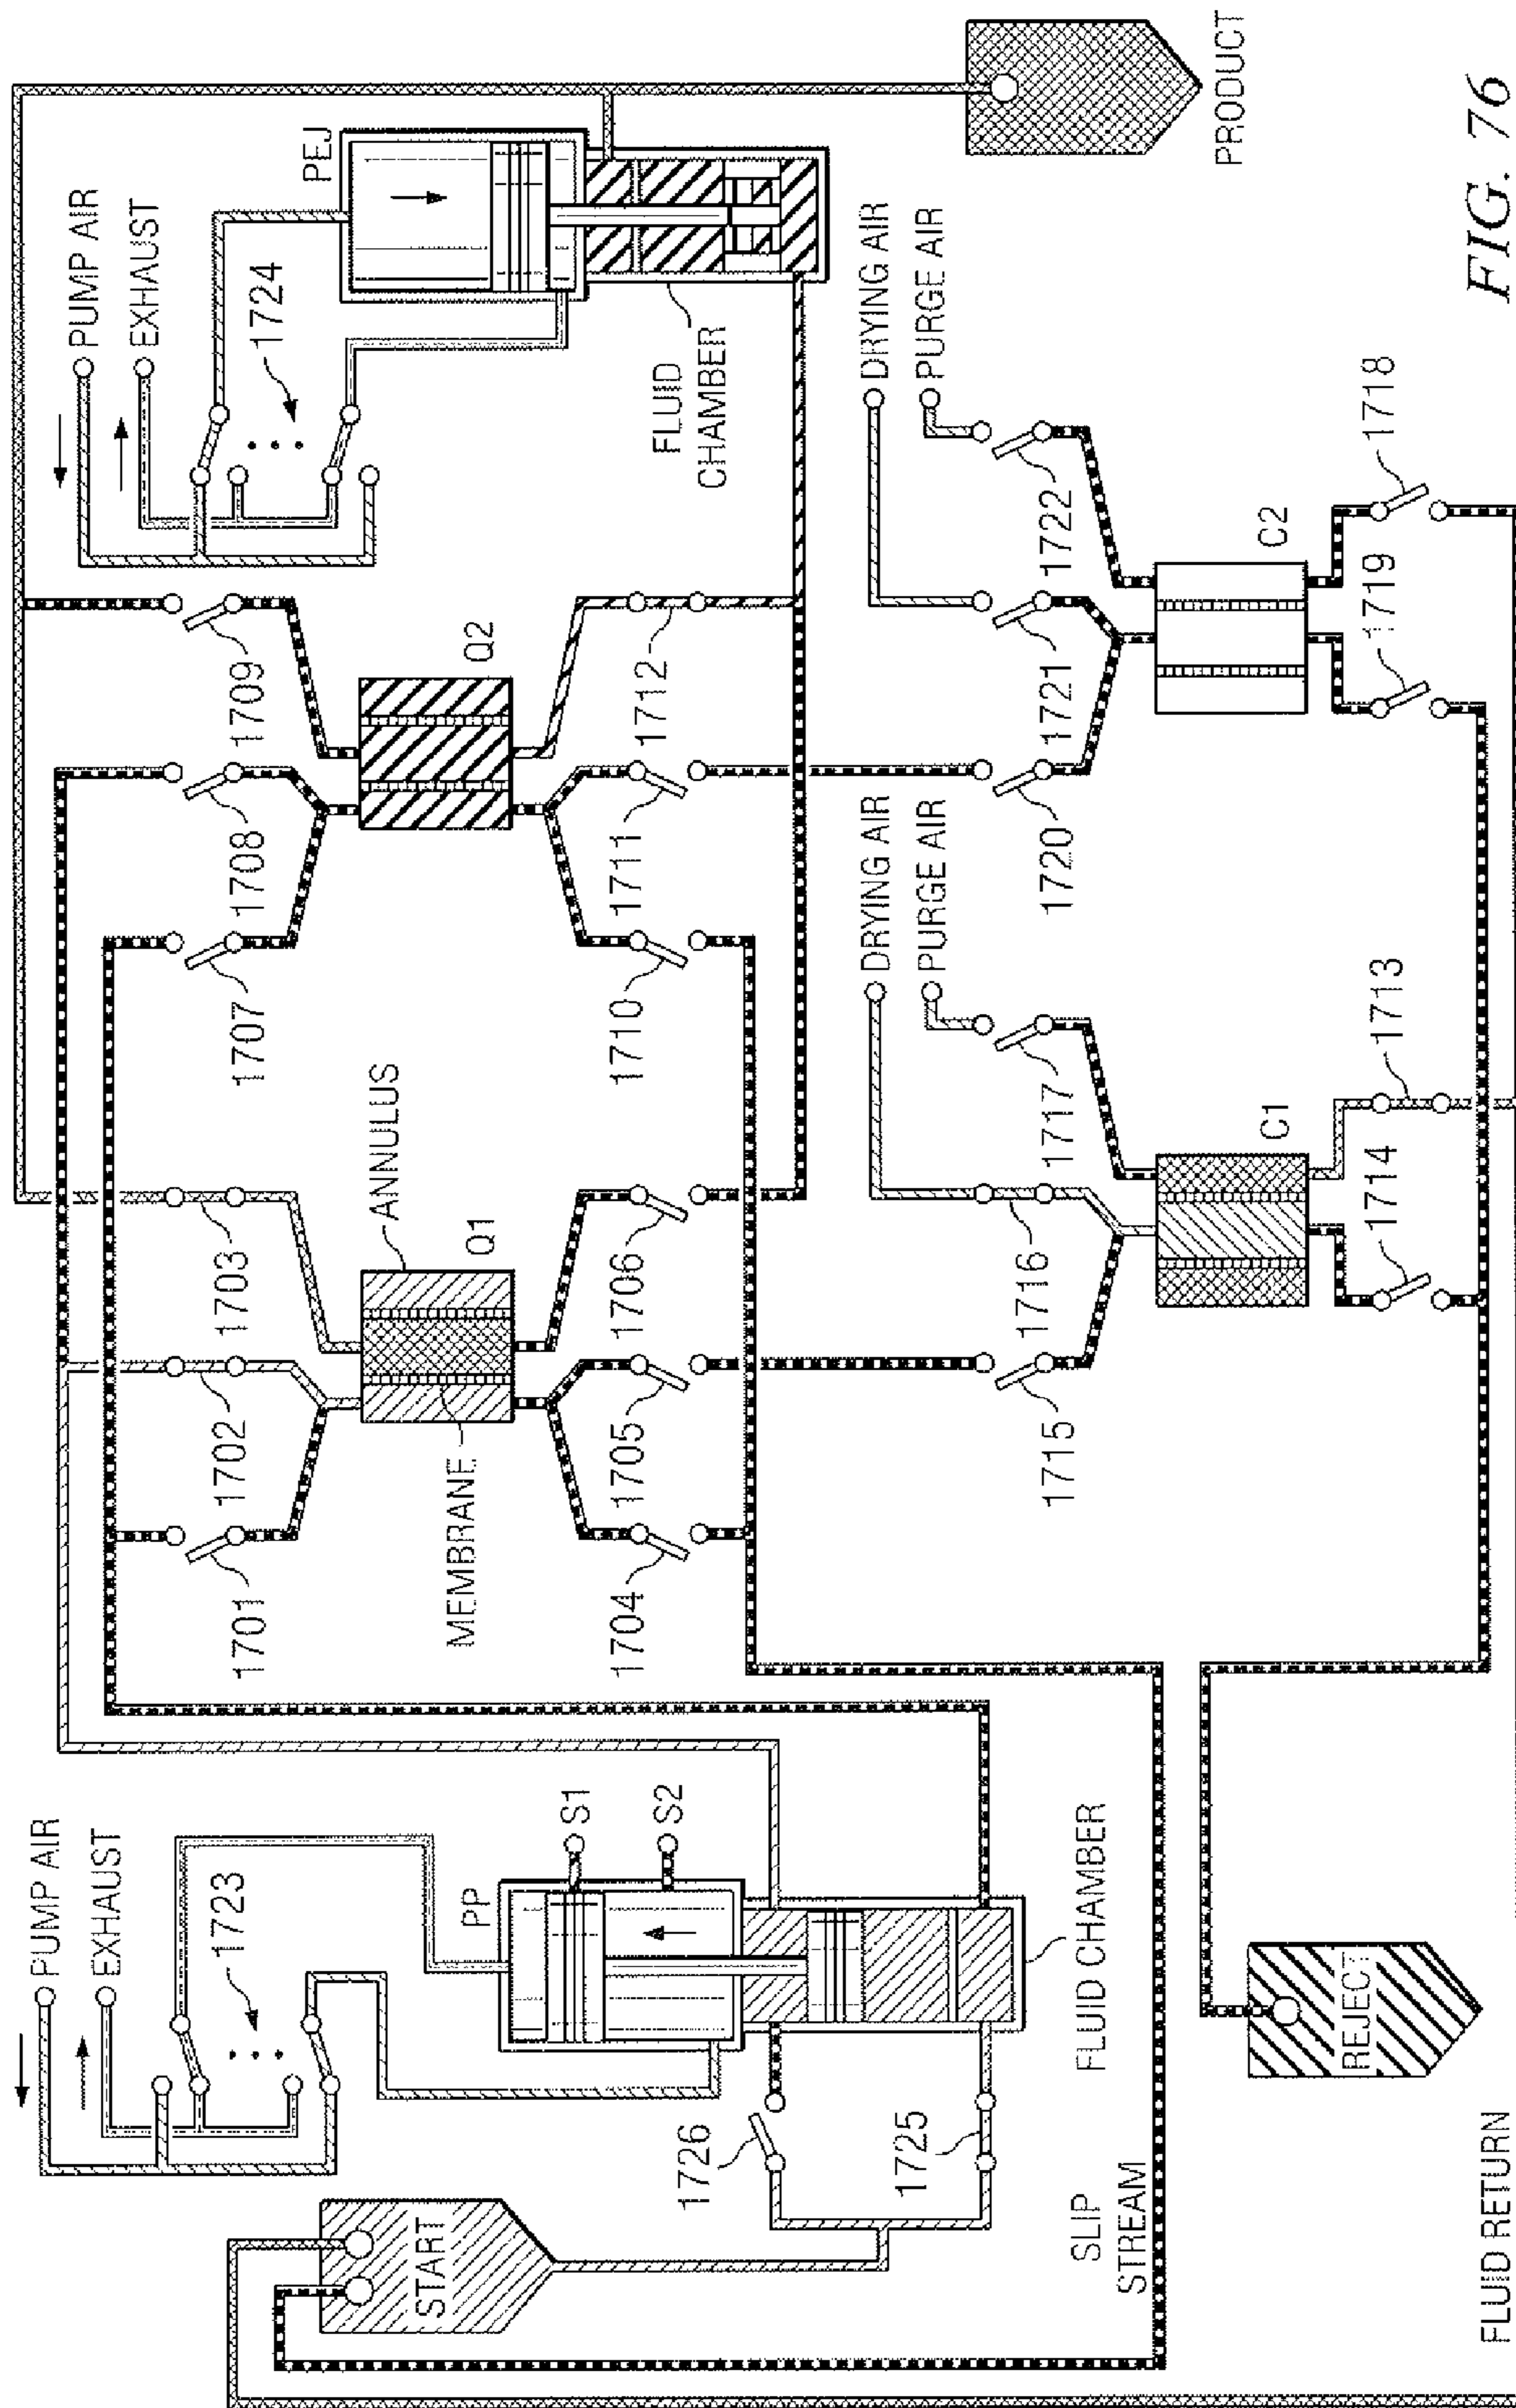 PUMP AIR
EXHAUST
1723
START
PP
S1
S2
1726
1725
SLIP
STREAM
FLUID CHAMBER
REJECT
FLUID RETURN
1701
1702
1703
MEMBRANE
ANNULUS
Q1
1704
1705
1706
1707
1708
1709
Q2
1710
1711
1712
PUMP AIR
EXHAUST
1724
PEJ
FLUID
CHAMBER
PRODUCT
DRYING AIR
PURGE AIR
1715
1716
1717
C1
1714
1713
DRYING AIR
PURGE AIR
1720
1721
1722
C2
1719
1718
FIG. 76